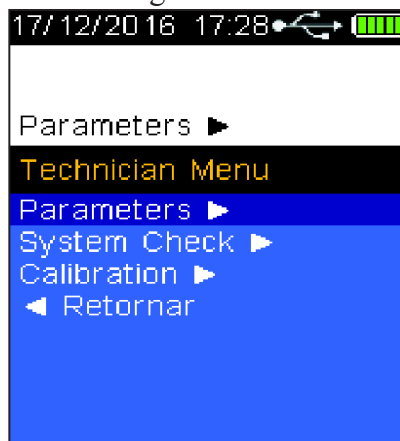 17/12/2016 17:28
Parameters ▶
Technician Menu
Parameters ▶
System Check ▶
Calibration ▶
◀ Retornar